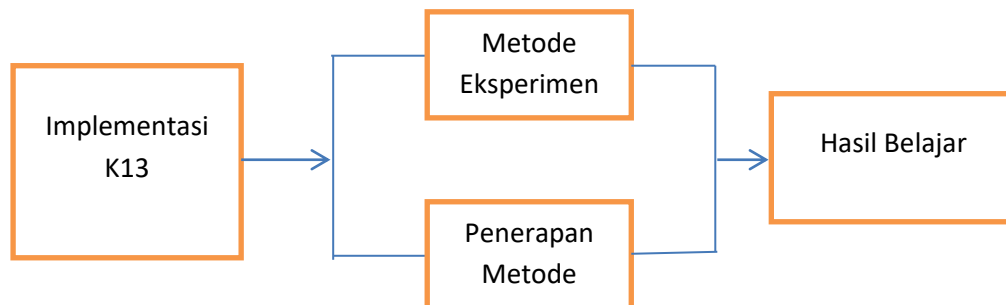 Implementasi
K13
Metode
Eksperimen
Penerapan
Metode
Hasil Belajar